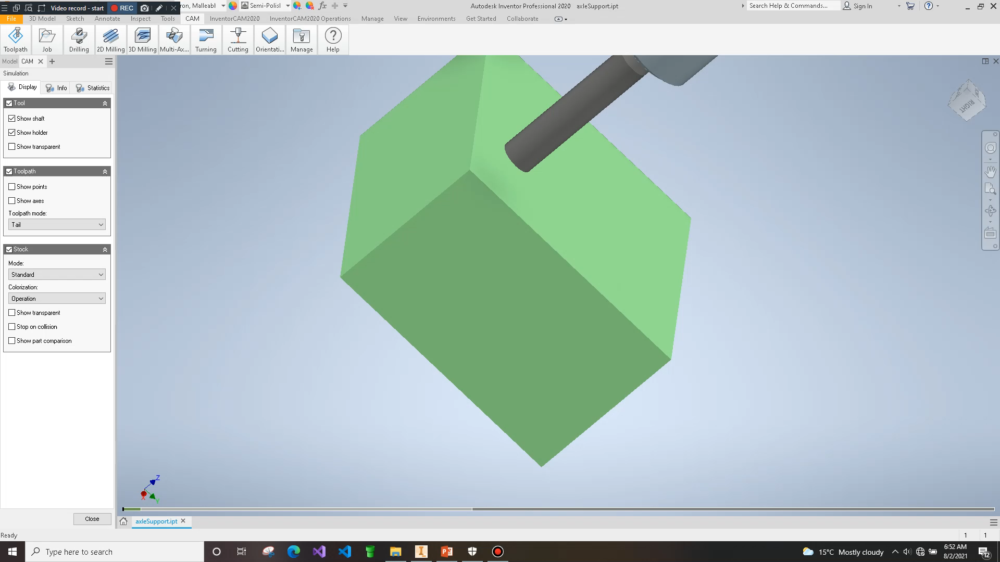 Video record - start REC ron, Malleabl Semi-Polisl fx Autodesk Inventor Professional 2020 axleSupport.ipt Search Help & Commands... Sign In
File 3D Model Sketch Annotate Inspect Tools CAM InventorCAM2020 InventorCAM2020 Operations Manage View Environments Get Started Collaborate
Toolpath Job Drilling 2D Milling 3D Milling Multi-Ax... Turning Cutting Orientati... Manage Help
Model CAM
Simulation
Display Info Statistics
Tool
Show shaft
Show holder
Show transparent
Toolpath
Show points
Show axes
Toolpath mode:
Tail
Stock
Mode:
Standard
Colorization:
Operation
Show transparent
Stop on collision
Show part comparison
RIGHT
Z
X
Y
Close
axleSupport.ipt
Ready 1 1
Type here to search 15°C Mostly cloudy 6:52 AM
8/2/2021 12